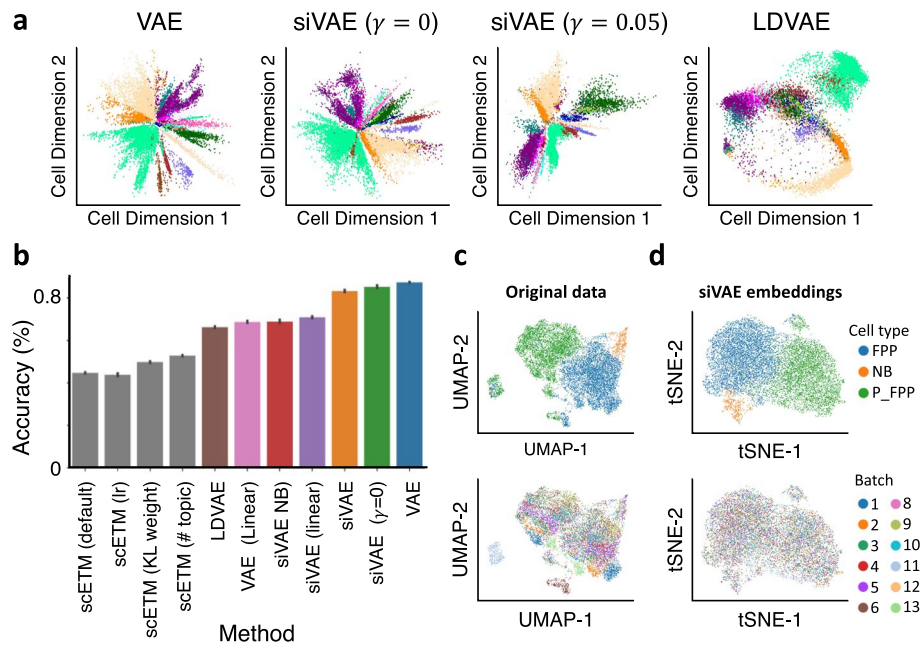 a
VAE
siVAE (γ = 0)
siVAE (γ = 0.05)
LDVAE
Cell Dimension 2
Cell Dimension 1
Cell Dimension 2
Cell Dimension 1
Cell Dimension 2
Cell Dimension 1
Cell Dimension 2
Cell Dimension 1
b
Accuracy (%)
0.8
0
scETM (default)
scETM (lr)
scETM (KL weight)
scETM (# topic)
LDVAE
VAE (Linear)
siVAE NB
siVAE (linear)
siVAE
siVAE (γ=0)
VAE
Method
c
Original data
UMAP-2
UMAP-1
UMAP-2
UMAP-1
d
siVAE embeddings
tSNE-2
tSNE-1
Cell type
FPP
NB
P_FPP
tSNE-2
tSNE-1
Batch
1
8
2
9
3
10
4
11
5
12
6
13